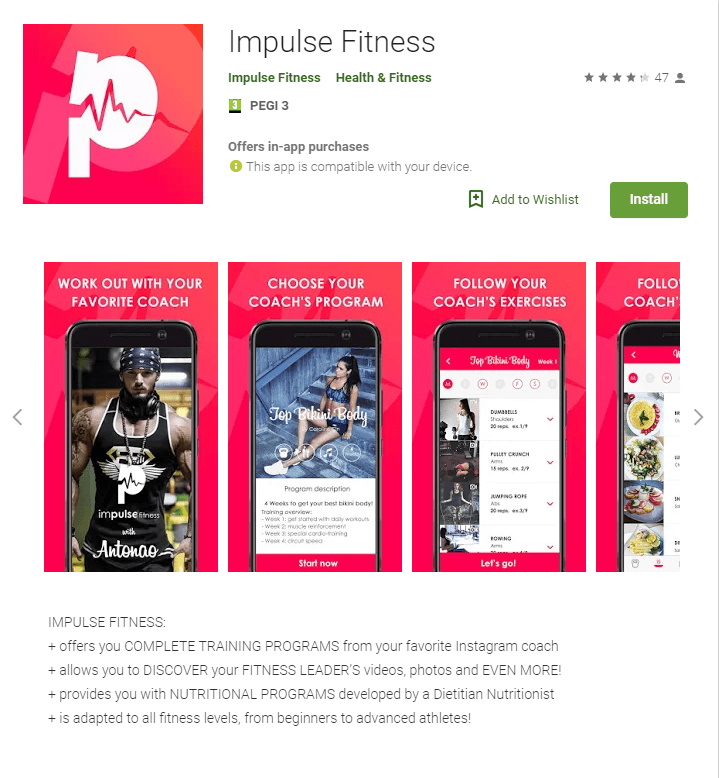 Impulse Fitness
Impulse Fitness Health & Fitness 47
3 PEGI 3
Offers in-app purchases
This app is compatible with your device.
Add to Wishlist Install
WORK OUT WITH YOUR
FAVORITE COACH
impulse fitness
with
Antonao
CHOOSE YOUR
COACH'S PROGRAM
Top Bikini Body
Program description
4 Weeks to get your best bikini body!
Training overview:
- Week 1: get started with daily workouts
- Week 2: muscle reinforcement
- Week 3: special cardio-training
- Week 4: circuit speed
Start now
FOLLOW YOUR
COACH'S EXERCISES
Top Bikini Body Week 1
DUMBBELLS
Shoulders
20 reps. ex.1/9
PULLEY CRUNCH
Arms
15 reps. ex. 2/9
JUMPING ROPE
Abs
20 reps. ex.3/9
ROWING
Arms
Let's go!
FOLLO
COACH'
IMPULSE FITNESS:
+ offers you COMPLETE TRAINING PROGRAMS from your favorite Instagram coach
+ allows you to DISCOVER your FITNESS LEADER'S videos, photos and EVEN MORE!
+ provides you with NUTRITIONAL PROGRAMS developed by a Dietitian Nutritionist
+ is adapted to all fitness levels, from beginners to advanced athletes!